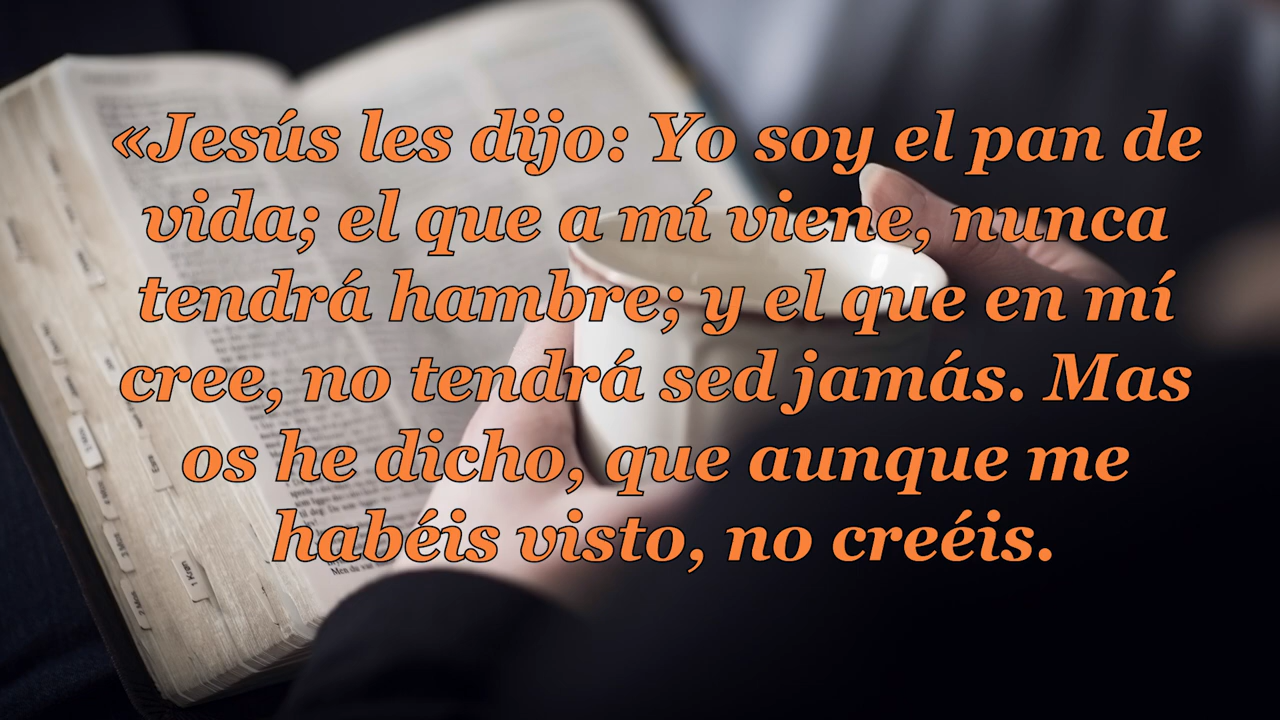 «Jesús les dijo: Yo soy el pan de
vida; el que a mí viene, nunca
tendrá hambre; y el que en mí
cree, no tendrá sed jamás. Mas
os he dicho, que aunque me
habéis visto, no creéis.